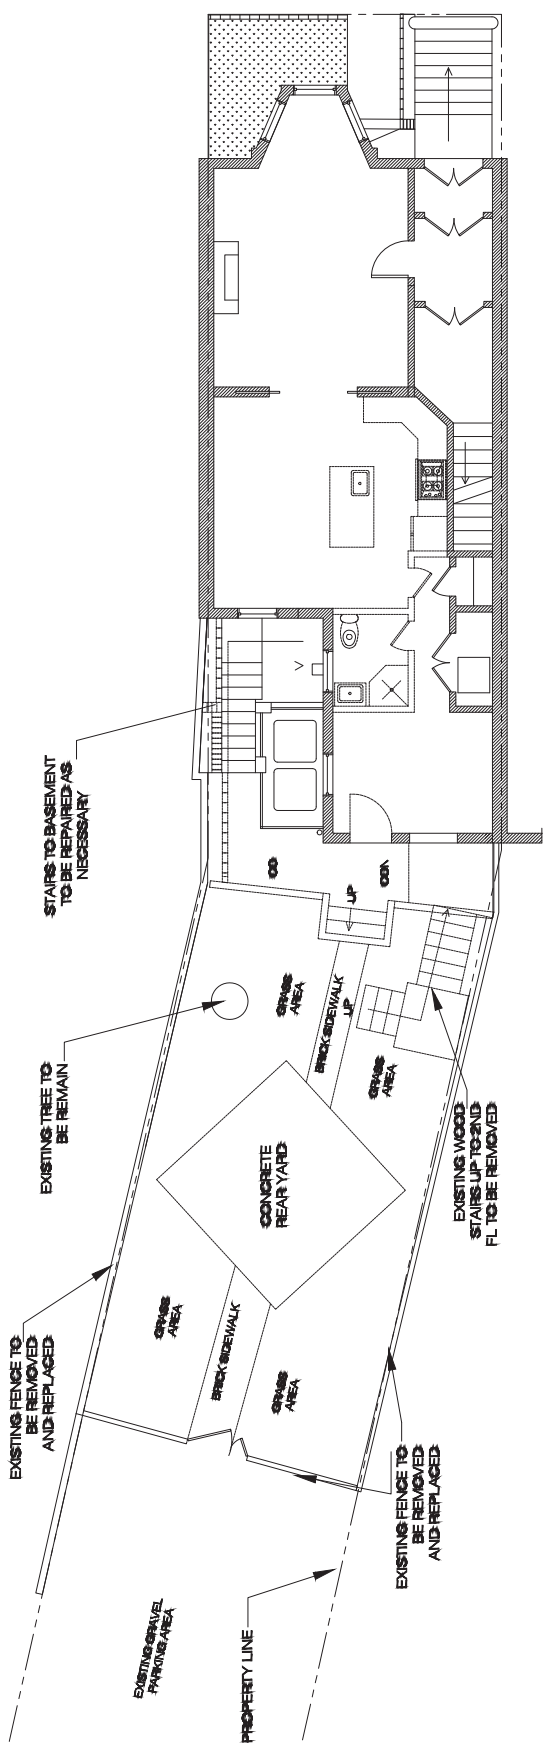 STAIRS TO BASEMENT
TO BE REPAIRED AS
NECESSARY
CO
UP
CON
GRASS
AREA
BRICK SIDEWALK
UP
GRASS
AREA
EXISTING TREE TO
BE REMAIN
EXISTING WOOD
STAIRS UP TO 2ND
FL TO BE REMOVED
CONCRETE
REAR YARD
EXISTING FENCE TO
BE REMOVED
AND REPLACED
GRASS
AREA
BRICK SIDEWALK
GRASS
AREA
EXISTING FENCE TO
BE REMOVED
AND REPLACED
EXISTING GRAVEL
PARKING AREA
PROPERTY LINE